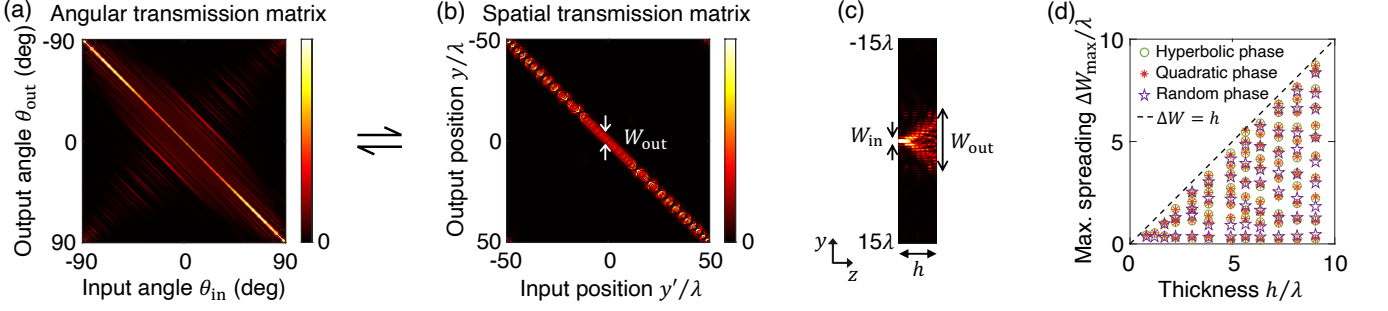 (a) Angular transmission matrix
Output angle θout (deg)
-90
0
90
-90 0 90
Input angle θin (deg)
0
(b) Spatial transmission matrix
Output position y/λ
-50
0
50
-50 0 50
Input position y′/λ
Wout
0
(c)
-15λ
Win
Wout
15λ
y
z
h
(d)
Max. spreading ΔWmax/λ
10
5
0
0 5 10
Thickness h/λ
Hyperbolic phase
Quadratic phase
Random phase
ΔW = h